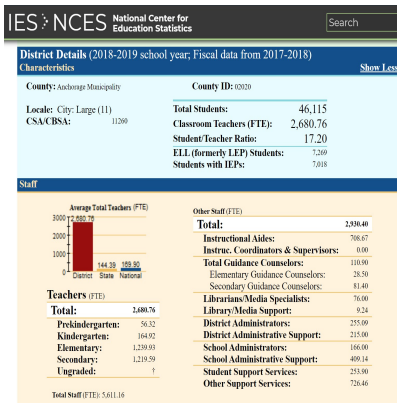 IES NCES National Center for
Education Statistics
Search
District Details (2018-2019 school year; Fiscal data from 2017-2018)
Characteristics Show Less
County: Anchorage Municipality County ID: 02020
Locale: City: Large (11)
CSA/CBSA: 11260
Total Students: 46,115
Classroom Teachers (FTE): 2,680.76
Student/Teacher Ratio: 17.20
ELL (formerly LEP) Students: 7,269
Students with IEPs: 7,018
Staff
Average Total Teachers (FTE)
3000
2000
1000
0
2,680.76
144.39
169.90
District State National
Teachers (FTE)
Total: 2,680.76
Prekindergarten: 56.32
Kindergarten: 164.92
Elementary: 1,239.93
Secondary: 1,219.59
Ungraded: †
Total Staff (FTE): 5,611.16
Other Staff (FTE)
Total: 2,930.40
Instructional Aides: 708.67
Instruc. Coordinators & Supervisors: 0.00
Total Guidance Counselors: 110.90
Elementary Guidance Counselors: 28.50
Secondary Guidance Counselors: 81.40
Librarians/Media Specialists: 76.00
Library/Media Support: 9.24
District Administrators: 255.09
District Administrative Support: 215.00
School Administrators: 166.00
School Administrative Support: 409.14
Student Support Services: 253.90
Other Support Services: 726.46